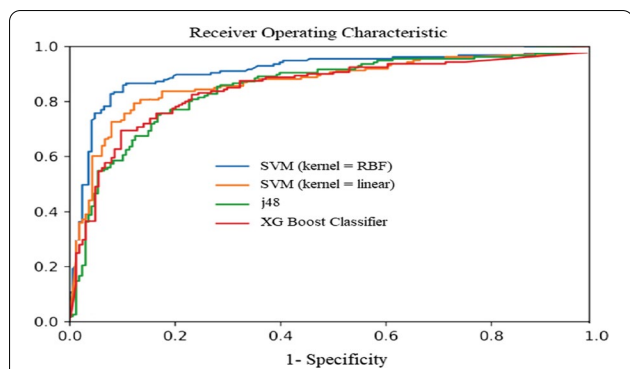 Receiver Operating Characteristic
1.0
0.8
0.6
0.4
0.2
0.0
SVM (kernel = RBF)
SVM (kernel = linear)
j48
XG Boost Classifier
0.0 0.2 0.4 0.6 0.8 1.0
1- Specificity